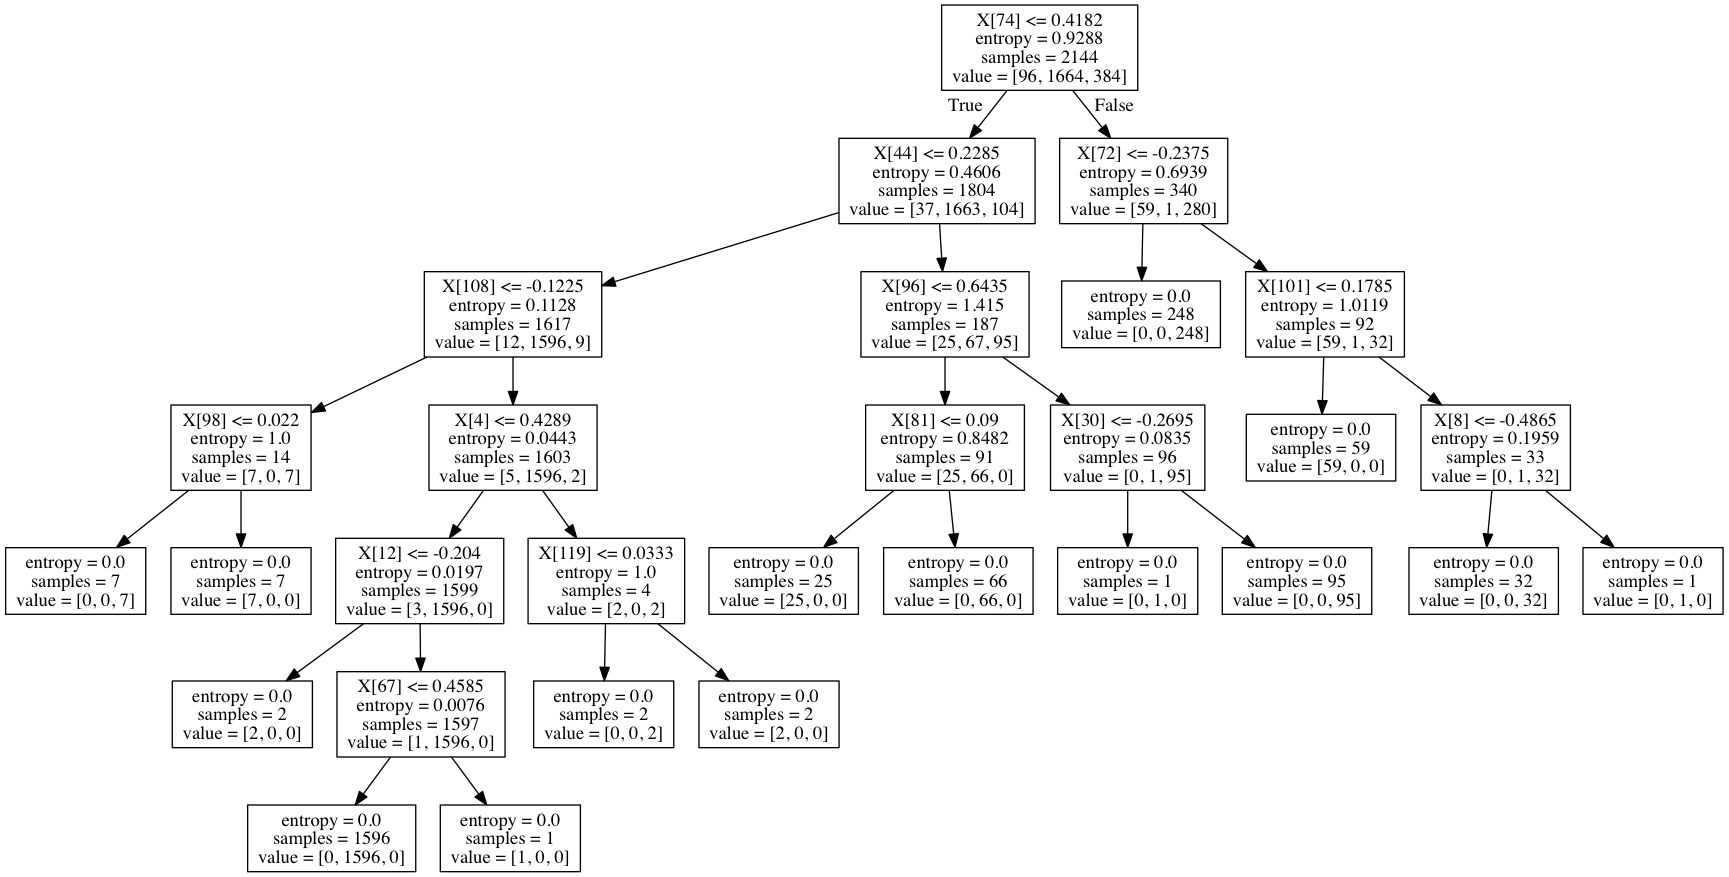 X[74] <= 0.4182
entropy = 0.9288
samples = 2144
value = [96, 1664, 384]
True
False
X[44] <= 0.2285
entropy = 0.4606
samples = 1804
value = [37, 1663, 104]
X[72] <= -0.2375
entropy = 0.6939
samples = 340
value = [59, 1, 280]
X[108] <= -0.1225
entropy = 0.1128
samples = 1617
value = [12, 1596, 9]
X[96] <= 0.6435
entropy = 1.415
samples = 187
value = [25, 67, 95]
entropy = 0.0
samples = 248
value = [0, 0, 248]
X[101] <= 0.1785
entropy = 1.0119
samples = 92
value = [59, 1, 32]
X[98] <= 0.022
entropy = 1.0
samples = 14
value = [7, 0, 7]
X[4] <= 0.4289
entropy = 0.0443
samples = 1603
value = [5, 1596, 2]
X[81] <= 0.09
entropy = 0.8482
samples = 91
value = [25, 66, 0]
X[30] <= -0.2695
entropy = 0.0835
samples = 96
value = [0, 1, 95]
entropy = 0.0
samples = 59
value = [59, 0, 0]
X[8] <= -0.4865
entropy = 0.1959
samples = 33
value = [0, 1, 32]
entropy = 0.0
samples = 7
value = [0, 0, 7]
entropy = 0.0
samples = 7
value = [7, 0, 0]
X[12] <= -0.204
entropy = 0.0197
samples = 1599
value = [3, 1596, 0]
X[119] <= 0.0333
entropy = 1.0
samples = 4
value = [2, 0, 2]
entropy = 0.0
samples = 25
value = [25, 0, 0]
entropy = 0.0
samples = 66
value = [0, 66, 0]
entropy = 0.0
samples = 1
value = [0, 1, 0]
entropy = 0.0
samples = 95
value = [0, 0, 95]
entropy = 0.0
samples = 32
value = [0, 0, 32]
entropy = 0.0
samples = 1
value = [0, 1, 0]
entropy = 0.0
samples = 2
value = [2, 0, 0]
X[67] <= 0.4585
entropy = 0.0076
samples = 1597
value = [1, 1596, 0]
entropy = 0.0
samples = 2
value = [0, 0, 2]
entropy = 0.0
samples = 2
value = [2, 0, 0]
entropy = 0.0
samples = 1596
value = [0, 1596, 0]
entropy = 0.0
samples = 1
value = [1, 0, 0]